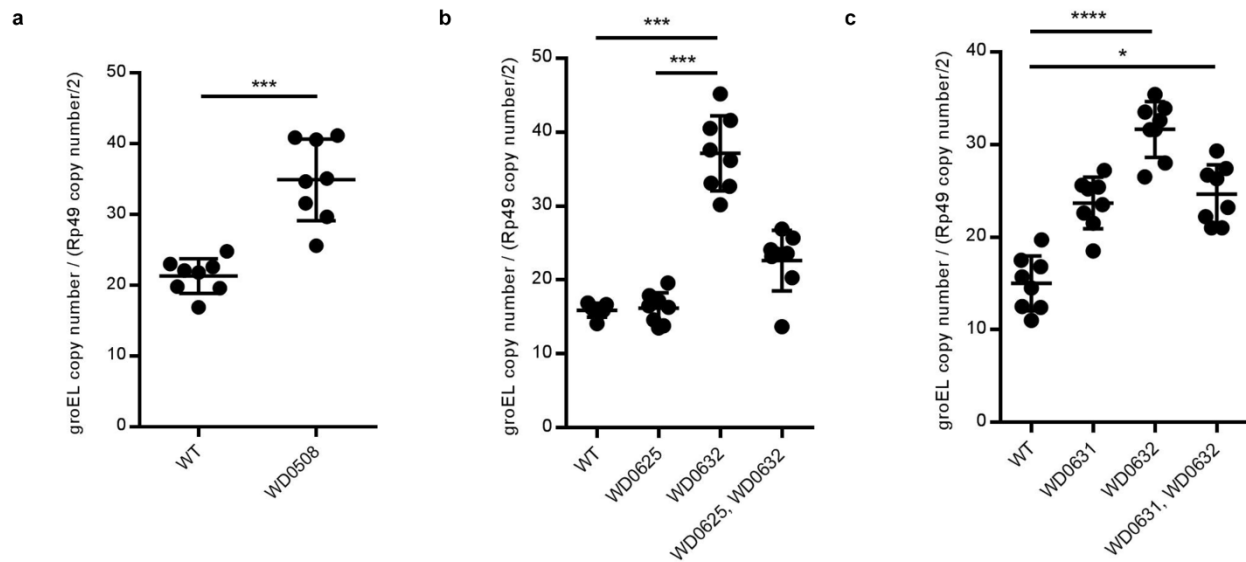 a
groEL copy number / (Rp49 copy number/2)
50
40
30
20
10
0
***
WT
WD0508
b
groEL copy number / (Rp49 copy number/2)
50
40
30
20
10
0
***
***
WT
WD0625
WD0632
WD0625, WD0632
c
groEL copy number / (Rp49 copy number/2)
40
30
20
10
0
****
*
WT
WD0631
WD0632
WD0631, WD0632